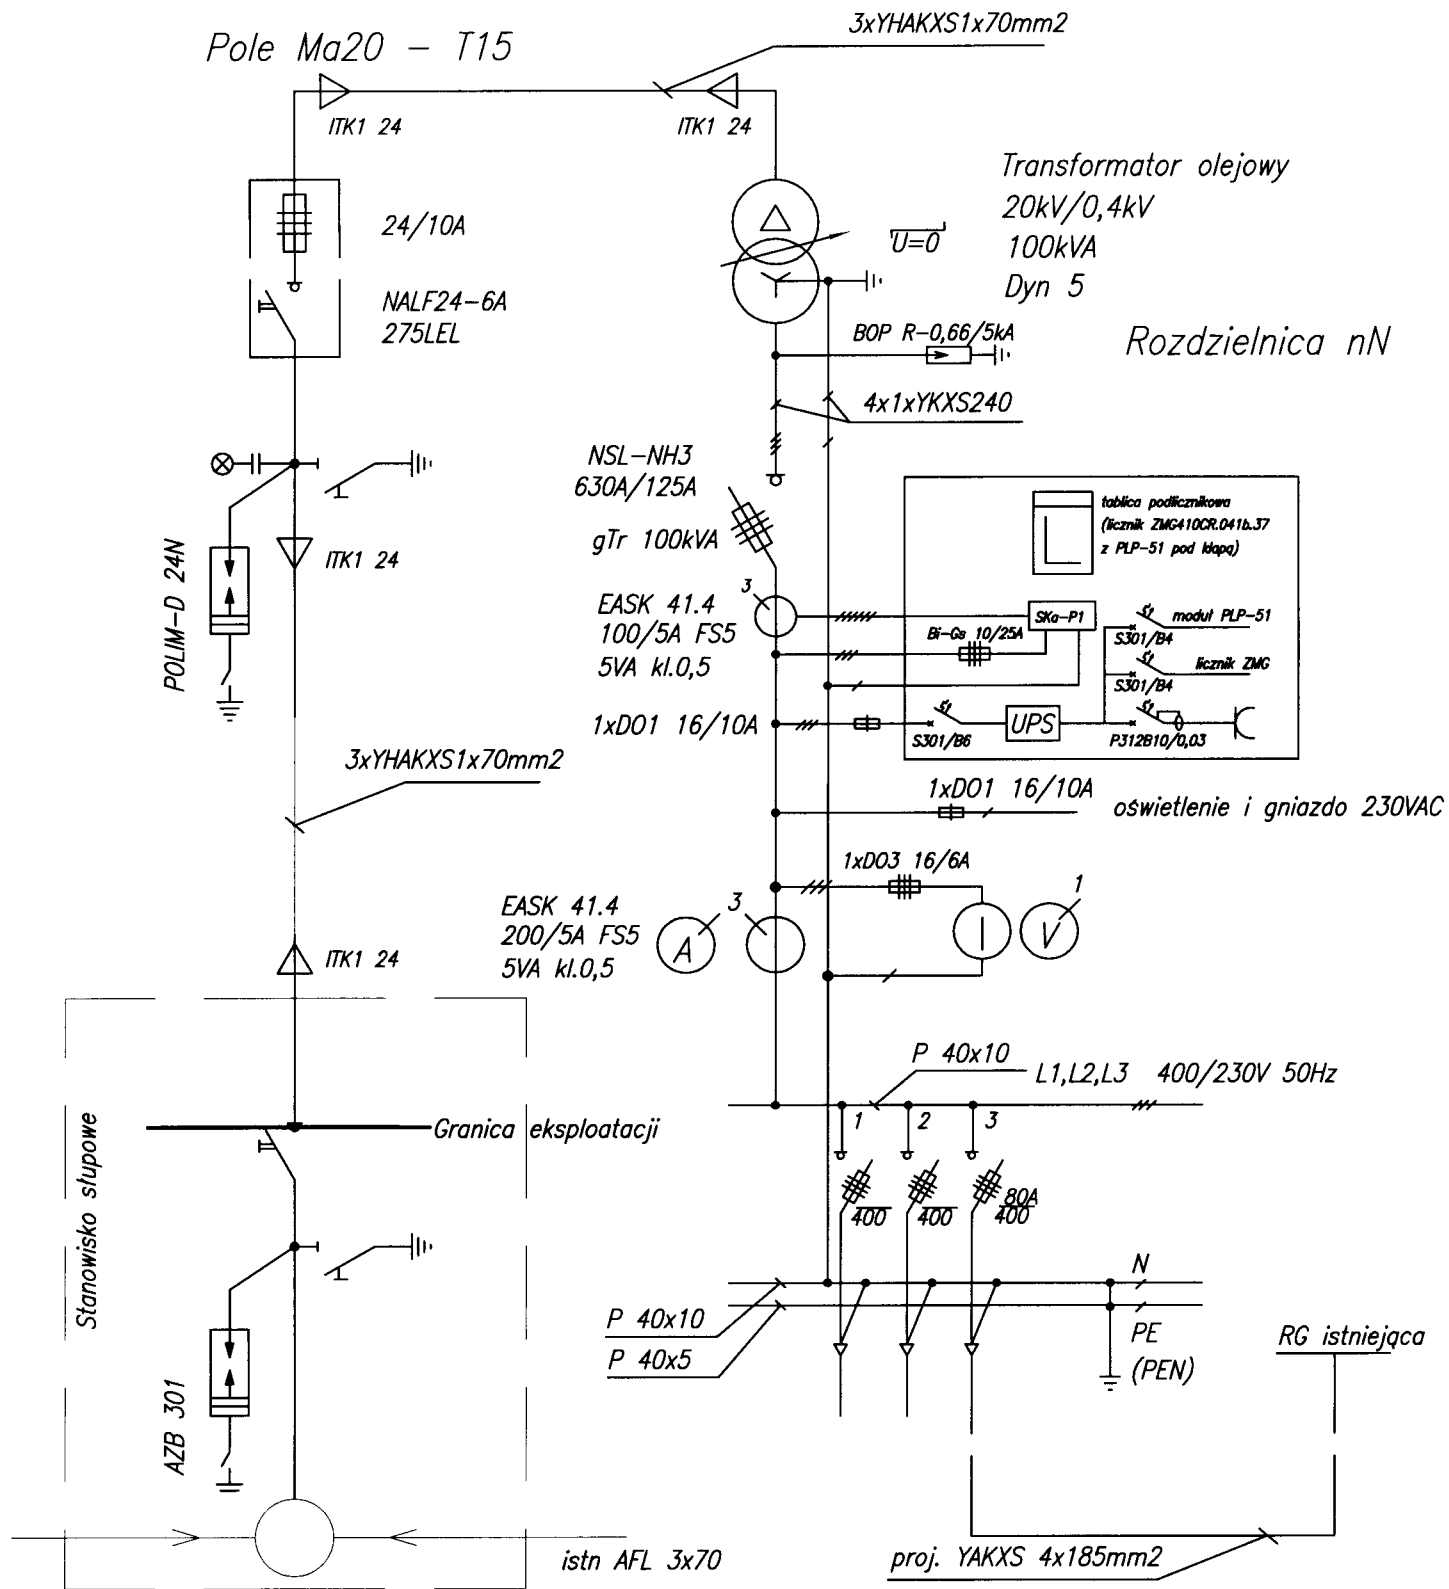 3xYHAKXS1x70mm2
Pole Ma20 - T15
ITK1 24
ITK1 24
Transformator olejowy
20kV/0,4kV
100kVA
Dyn 5
24/10A
U=0
NALF24-6A
275LEL
BOP R-0,66/5kA
Rozdzielnica nN
4x1xYKXS240
NSL-NH3
630A/125A
gTr 100kVA
tablica podlicznikowa
(licznik ZMG410CR.041b.37
z PLP-51 pod klapą)
ITK1 24
POLIM-D 24N
EASK 41.4
100/5A FS5
5VA kl.0,5
3
SKa-P1
Bi-Gs 10/25A
moduł PLP-51
S301/B4
licznik ZMG
S301/B4
1xDO1 16/10A
S301/B6
UPS
P312B10/0,03
3xYHAKXS1x70mm2
1xDO1 16/10A
oświetlenie i gniazdo 230VAC
1xDO3 16/6A
EASK 41.4
200/5A FS5
5VA kl.0,5
A
3
V
1
ITK1 24
P 40x10
L1,L2,L3 400/230V 50Hz
1
2
3
Granica eksploatacji
Stanowisko słupowe
400
400
80A
400
N
P 40x10
P 40x5
PE
(PEN)
RG istniejąca
AZB 301
istn AFL 3x70
proj. YAKXS 4x185mm2